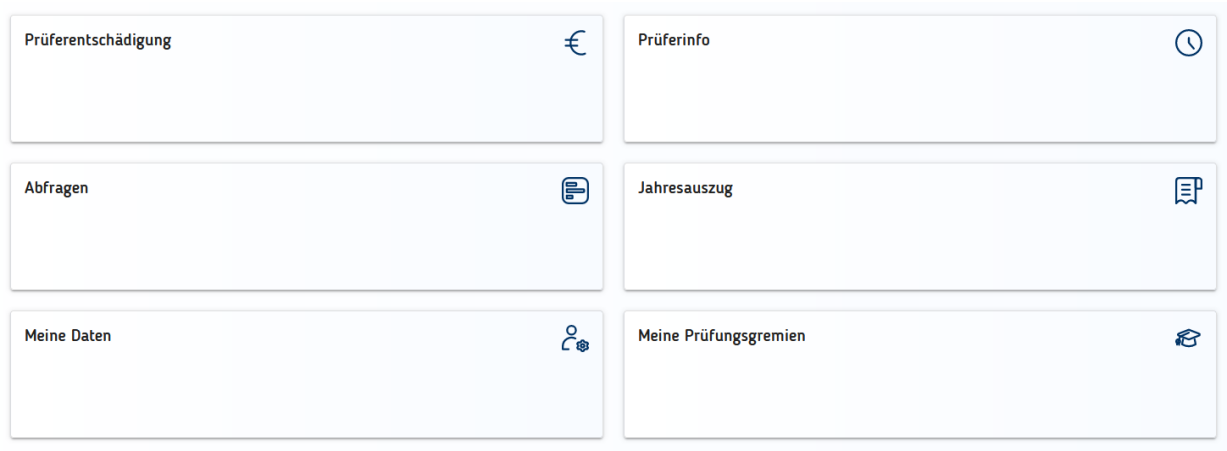 Prüferentschädigung
Prüferinfo
Abfragen
Jahresauszug
Meine Daten
Meine Prüfungsgremien